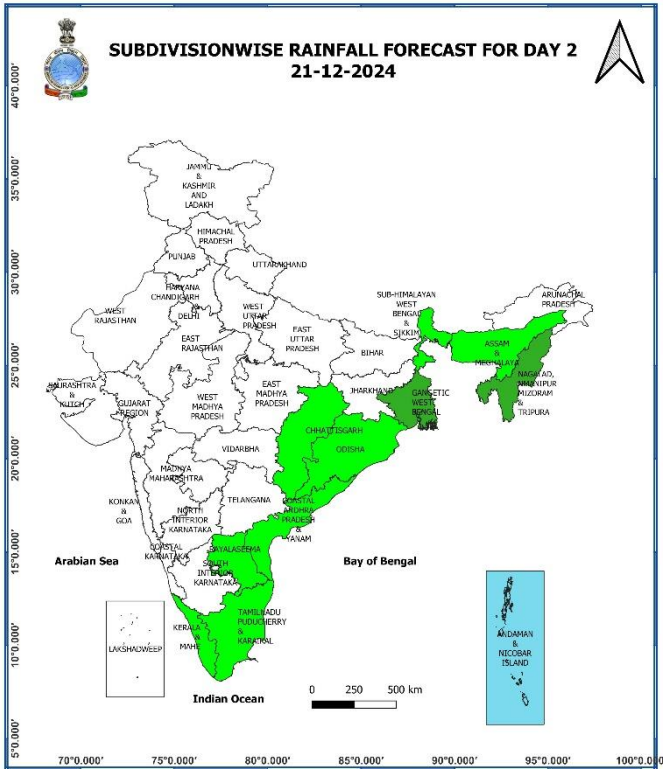 SUBDIVISIONWISE RAINFALL FORECAST FOR DAY 2
21-12-2024
40°0.000'
35°0.000'
30°0.000'
25°0.000'
20°0.000'
15°0.000'
10°0.000'
5°0.000'
JAMMU
&
KASHMIR
AND
LADAKH
HIMACHAL
PRADESH
PUNJAB
UTTARAKHAND
HARYANA
CHANDIGARH
&
DELHI
WEST
RAJASTHAN
WEST
UTTAR
PRADESH
EAST
RAJASTHAN
EAST
UTTAR
PRADESH
SUB-HIMALAYAN
WEST
BENGAL
&
SIKKIM
ARUNACHAL
PRADESH
BIHAR
ASSAM
&
MEGHALAYA
SAURASHTRA
&
KUTCH
GUJARAT
REGION
WEST
MADHYA
PRADESH
EAST
MADHYA
PRADESH
JHARKHAND
GANGETIC
WEST
BENGAL
MIZORAM
&
TRIPURA
CHHATTISGARH
ODISHA
VIDARBHA
MADHYA
MAHARASHTRA
TELANGANA
COASTAL
ANDHRA
PRADESH
&
YANAM
KONKAN
&
GOA
NORTH
INTERIOR
KARNATAKA
COASTAL
KARNATAKA
RAYALASEEMA
SOUTH
INTERIOR
KARNATAKA
Arabian Sea
Bay of Bengal
TAMILNADU
PUDUCHERRY
&
KARAIKAL
KERALA
&
MAHE
LAKSHADWEEP
ANDAMAN
&
NICOBAR
ISLAND
Indian Ocean
0 250 500 km
70°0.000' 75°0.000' 80°0.000' 85°0.000' 90°0.000' 95°0.000' 100°0.000'